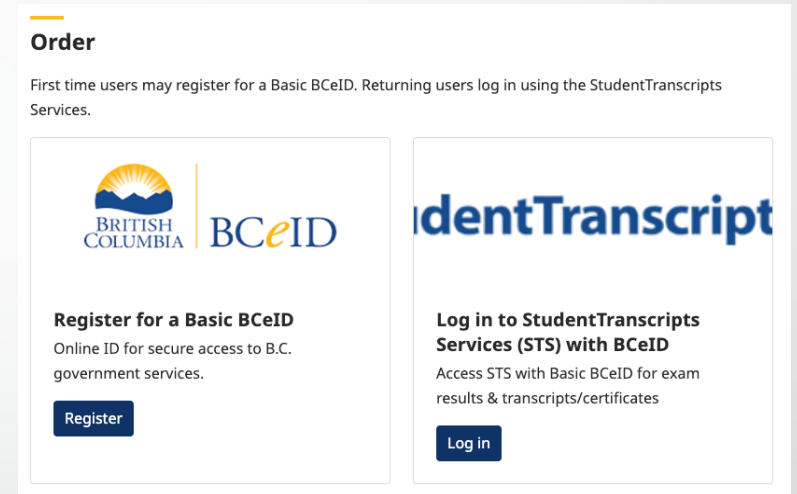 Order
First time users may register for a Basic BCeID. Returning users log in using the StudentTranscripts
Services.
BRITISH
COLUMBIA
BCeID
Register for a Basic BCeID
Online ID for secure access to B.C.
government services.
Register
dentTranscript
Log in to StudentTranscripts
Services (STS) with BCeID
Access STS with Basic BCeID for exam
results & transcripts/certificates
Log in